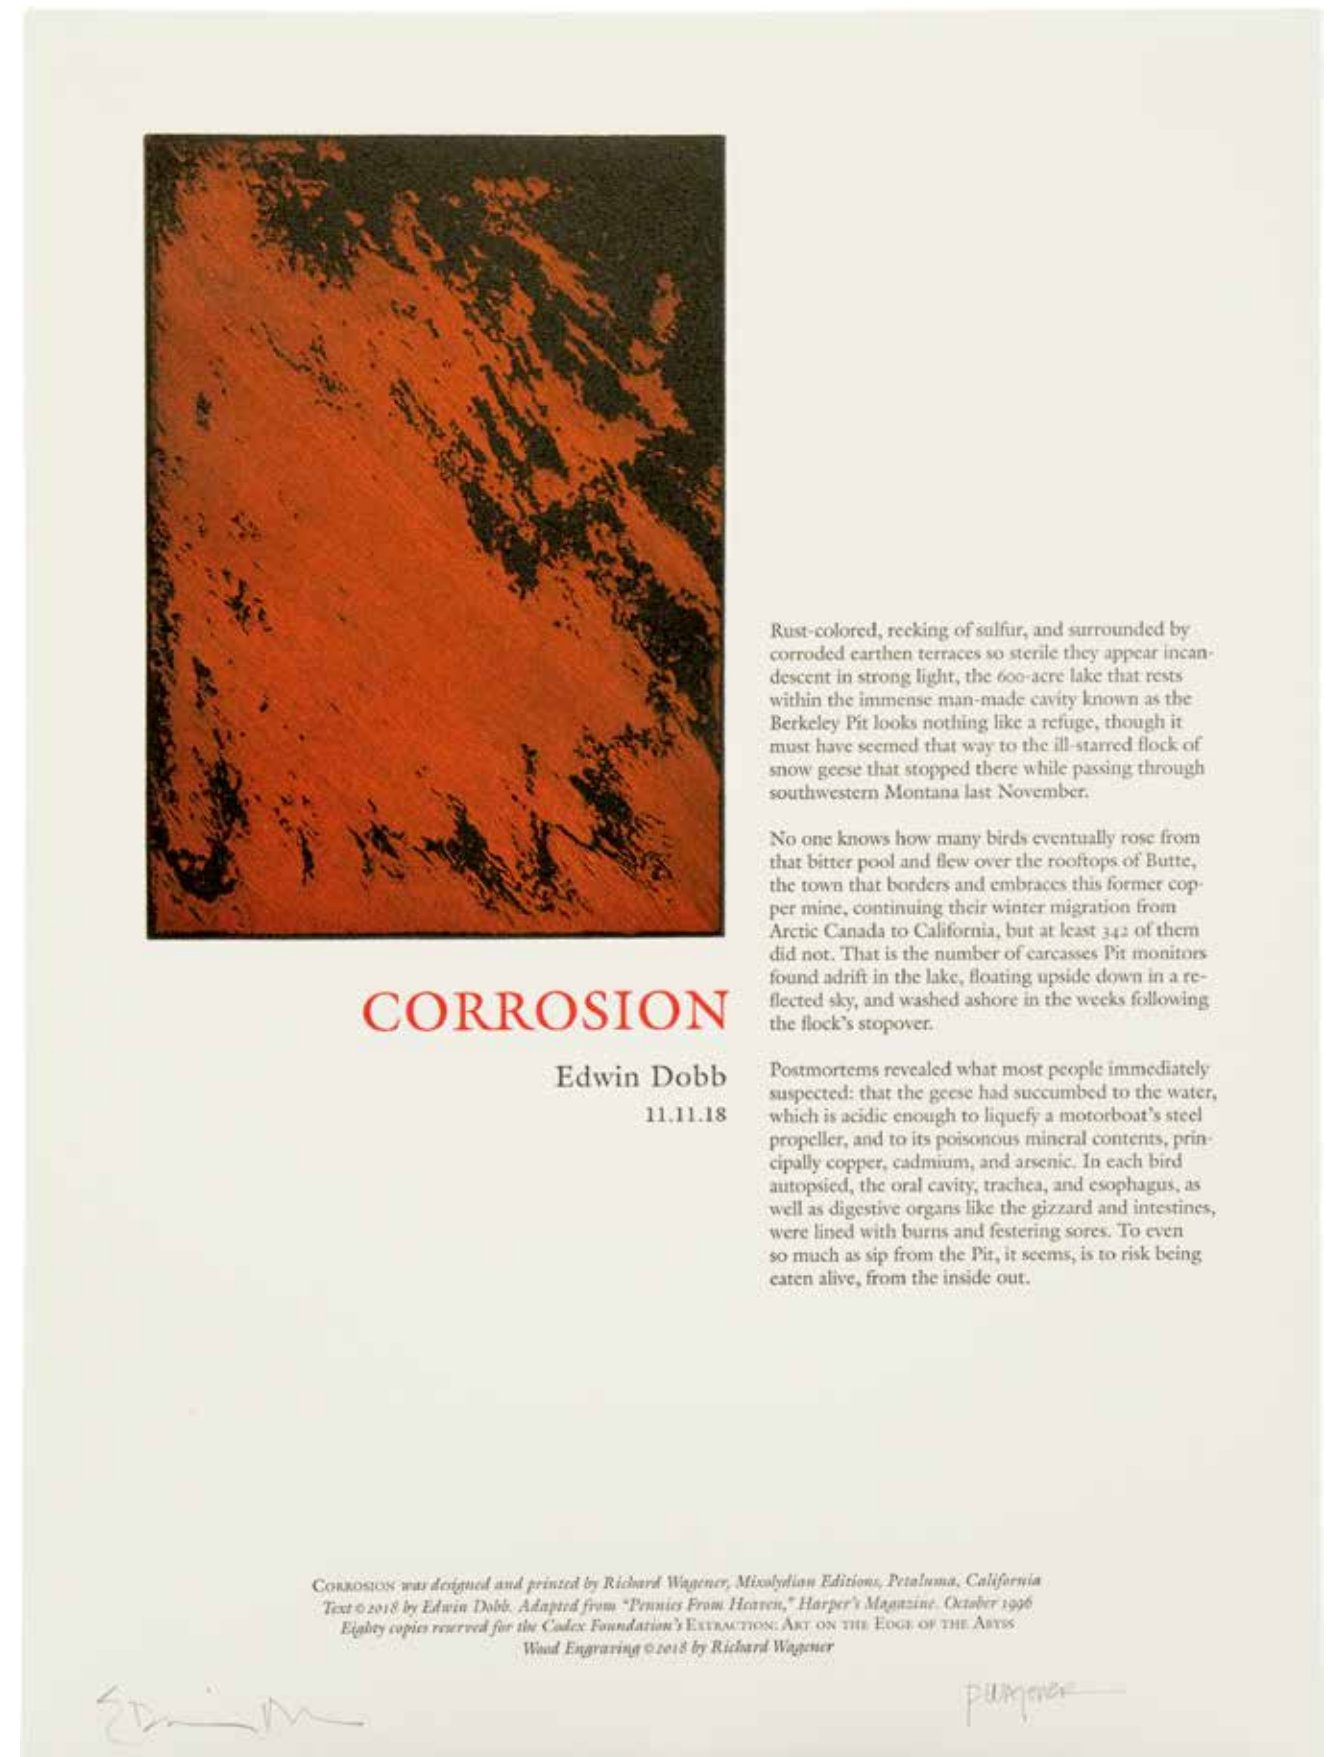 CORROSION
Edwin Dobb
11.11.18
Rust-colored, reeking of sulfur, and surrounded by
corroded earthen terraces so sterile they appear incan-
descent in strong light, the 600-acre lake that rests
within the immense man-made cavity known as the
Berkeley Pit looks nothing like a refuge, though it
must have seemed that way to the ill-starred flock of
snow geese that stopped there while passing through
southwestern Montana last November.
No one knows how many birds eventually rose from
that bitter pool and flew over the rooftops of Butte,
the town that borders and embraces this former cop-
per mine, continuing their winter migration from
Arctic Canada to California, but at least 342 of them
did not. That is the number of carcasses Pit monitors
found adrift in the lake, floating upside down in a re-
flected sky, and washed ashore in the weeks following
the flock's stopover.
Postmortems revealed what most people immediately
suspected: that the geese had succumbed to the water,
which is acidic enough to liquefy a motorboat's steel
propeller, and to its poisonous mineral contents, prin-
cipally copper, cadmium, and arsenic. In each bird
autopsied, the oral cavity, trachea, and esophagus, as
well as digestive organs like the gizzard and intestines,
were lined with burns and festering sores. To even
so much as sip from the Pit, it seems, is to risk being
eaten alive, from the inside out.
CORROSION was designed and printed by Richard Wagener, Mixolydian Editions, Petaluma, California
Text © 2018 by Edwin Dobb. Adapted from "Pennies From Heaven," Harper's Magazine. October 1996
Eighty copies reserved for the Codex Foundation's EXTRACTION: ART ON THE EDGE OF THE ABYSS
Wood Engraving © 2018 by Richard Wagener